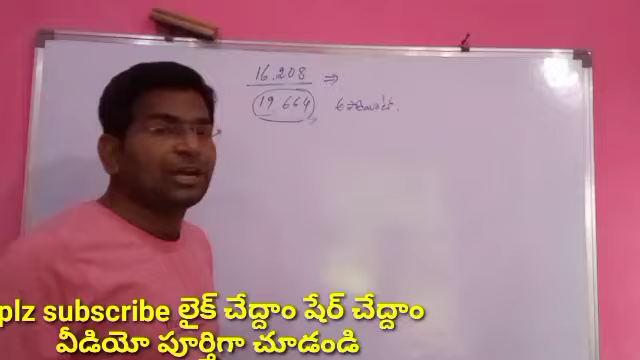 16.208 ⇒
19.664
plz subscribe లైక్ చేద్దాం షేర్ చేద్దాం
వీడియో పూర్తిగా చూడండి